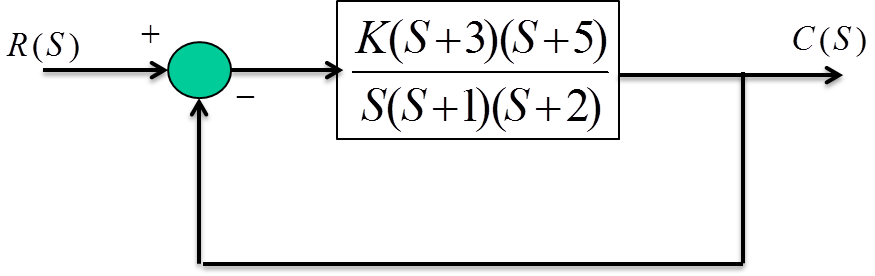 R(S)
+
−
K(S+3)(S+5)
S(S+1)(S+2)
C(S)